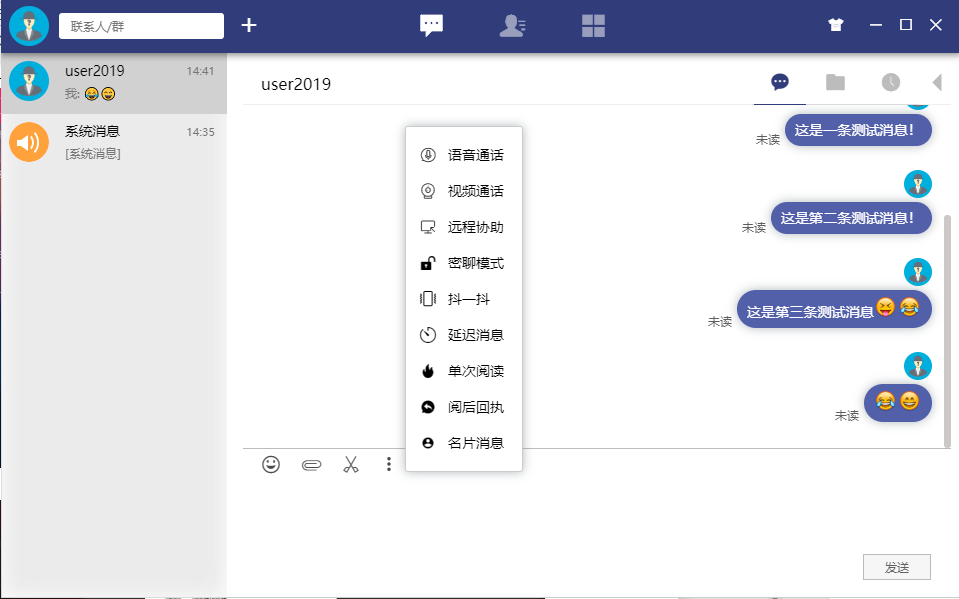 联系人/群
user2019
14:41
我: 😂😄
系统消息
14:35
[系统消息]
user2019
未读
这是一条测试消息！
未读
这是第二条测试消息！
未读
这是第三条测试消息😝😂
未读
😂😄
语音通话
视频通话
远程协助
密聊模式
抖一抖
延迟消息
单次阅读
阅后回执
名片消息
发送